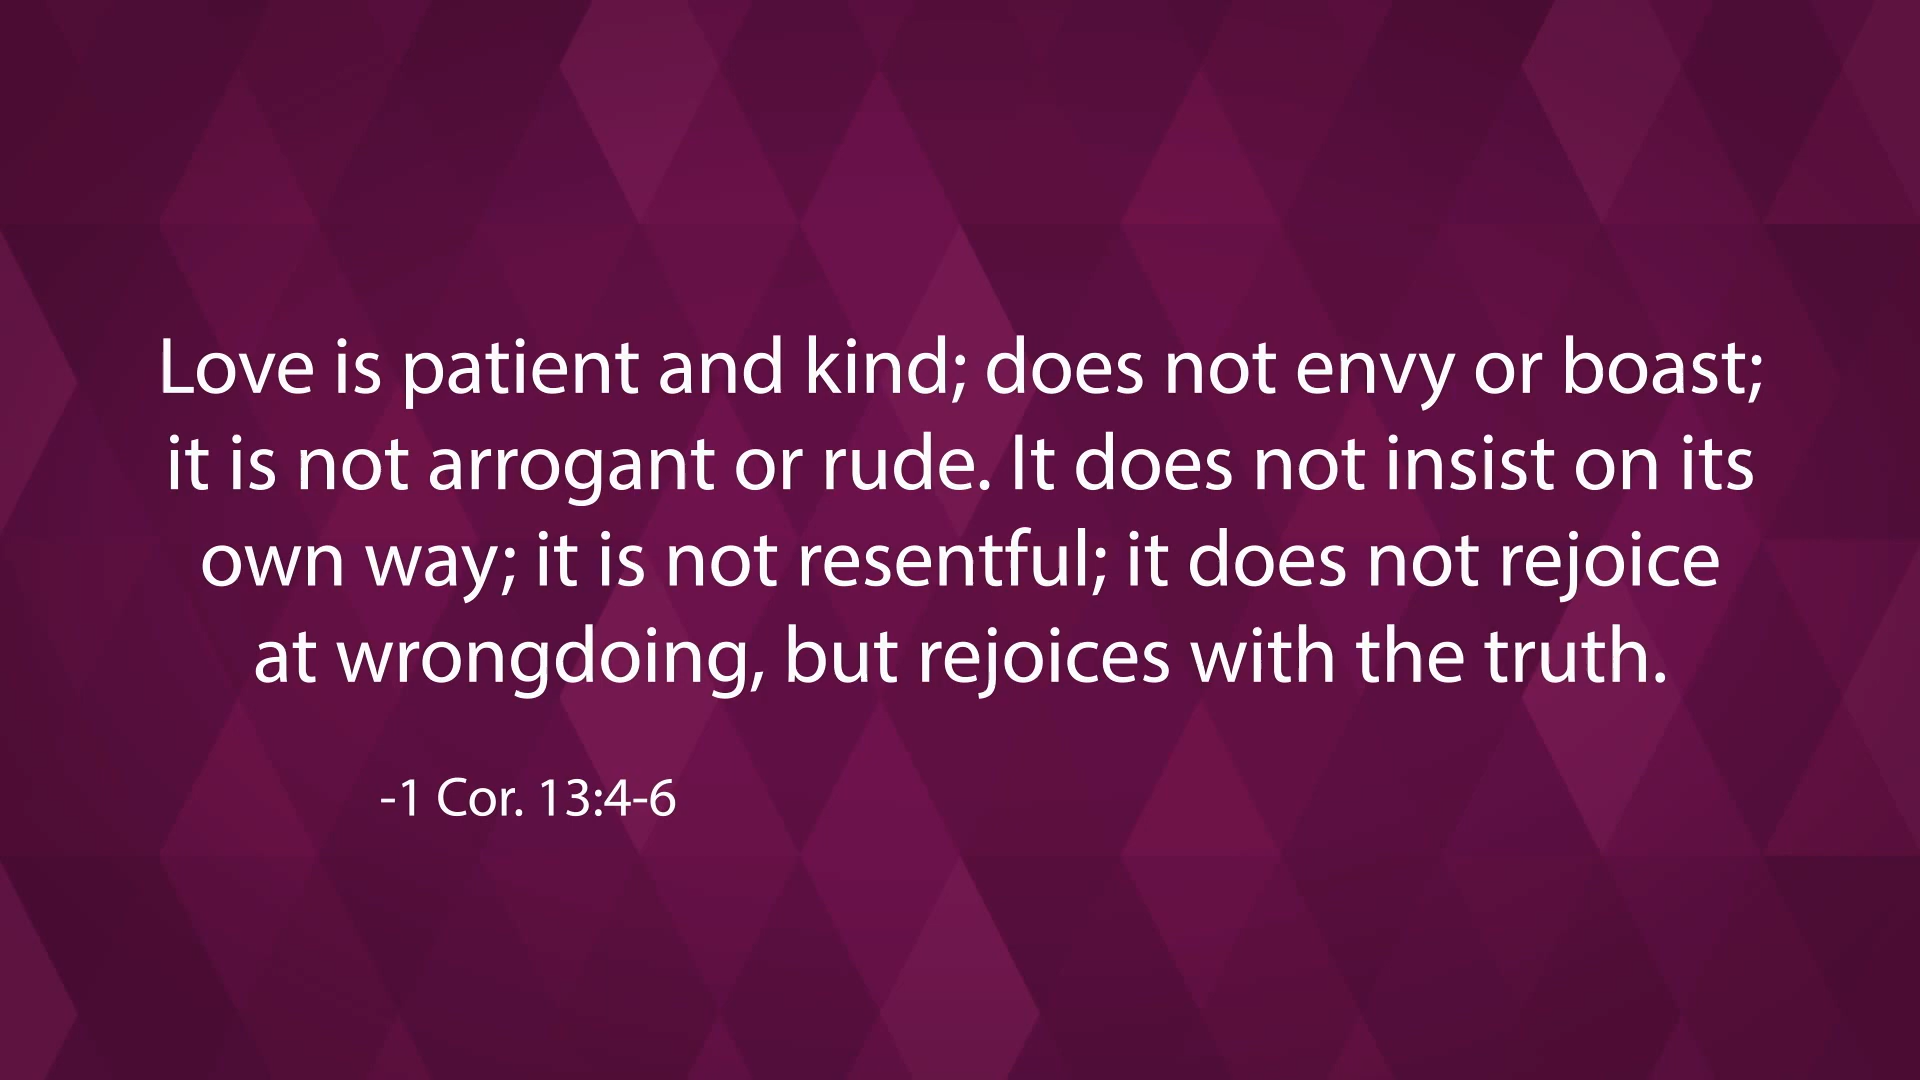 Love is patient and kind; does not envy or boast;
it is not arrogant or rude. It does not insist on its
own way; it is not resentful; it does not rejoice
at wrongdoing, but rejoices with the truth.
-1 Cor. 13:4-6